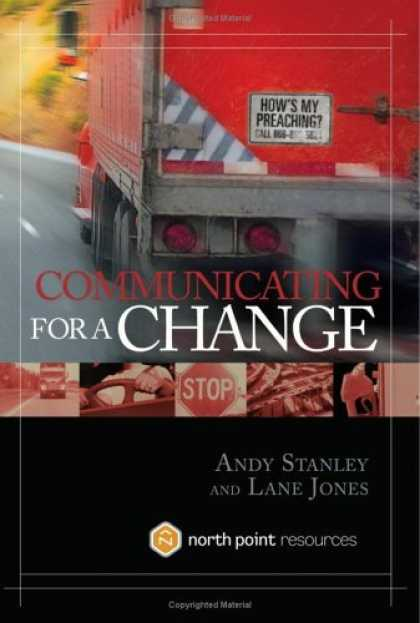 Copyrighted Material
HOW'S MY
PREACHING?
COMMUNICATING
FOR A CHANGE
STOP
ANDY STANLEY
AND LANE JONES
north point resources
Copyrighted Material